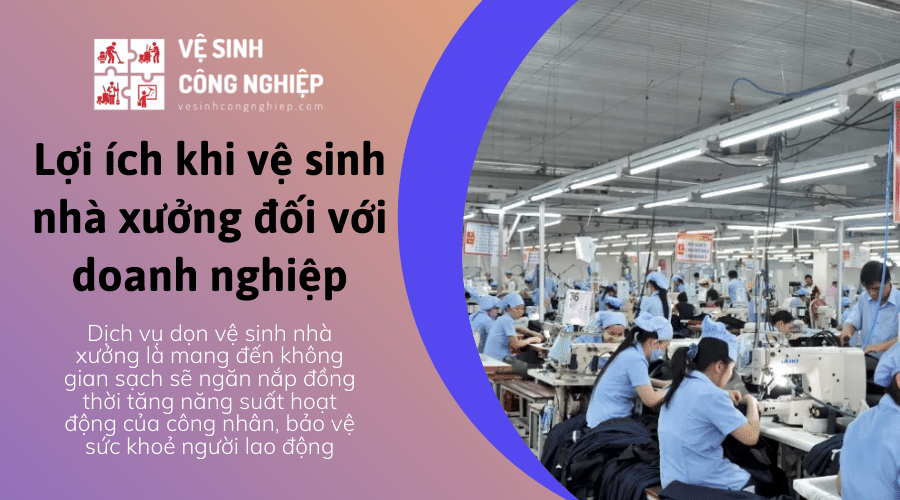 VỆ SINH
CÔNG NGHIỆP
vesinhcongnghiep.com
Lợi ích khi vệ sinh
nhà xưởng đối với
doanh nghiệp
Dịch vụ dọn vệ sinh nhà
xưởng là mang đến không
gian sạch sẽ ngăn nắp đồng
thời tăng năng suất hoạt
động của công nhân, bảo vệ
sức khoẻ người lao động
36